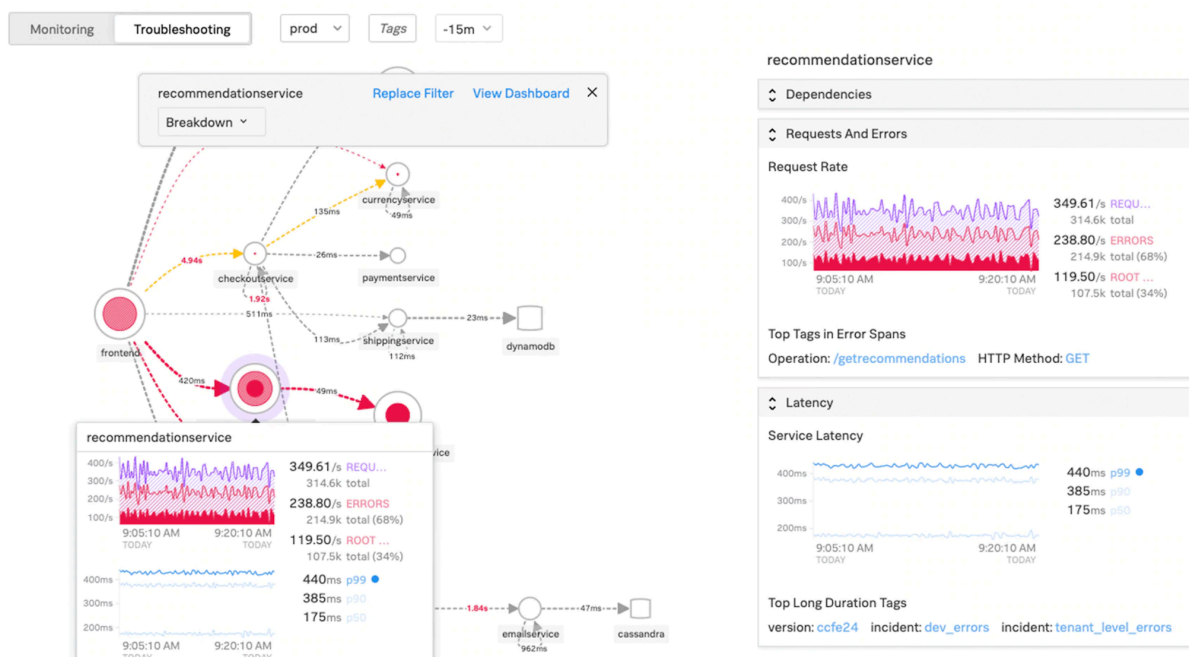 Monitoring
Troubleshooting
prod
Tags
-15m
recommendationservice
Replace Filter
View Dashboard
Breakdown
currencyservice
49ms
135ms
4.94s
checkoutservice
26ms
paymentservice
1.92s
511ms
113ms
shippingservice
112ms
23ms
dynamodb
frontend
420ms
49ms
vice
recommendationservice
400/s
300/s
200/s
100/s
9:05:10 AM
TODAY
9:20:10 AM
TODAY
349.61/s REQU...
314.6k total
238.80/s ERRORS
214.9k total (68%)
119.50/s ROOT ...
107.5k total (34%)
400ms
300ms
200ms
9:05:10 AM
TODAY
9:20:10 AM
TODAY
440ms p99
385ms p90
175ms p50
1.84s
emailservice
962ms
47ms
cassandra
recommendationservice
Dependencies
Requests And Errors
Request Rate
400/s
300/s
200/s
100/s
9:05:10 AM
TODAY
9:20:10 AM
TODAY
349.61/s REQU...
314.6k total
238.80/s ERRORS
214.9k total (68%)
119.50/s ROOT ...
107.5k total (34%)
Top Tags in Error Spans
Operation: /getrecommendations HTTP Method: GET
Latency
Service Latency
400ms
300ms
200ms
9:05:10 AM
TODAY
9:20:10 AM
TODAY
440ms p99
385ms p90
175ms p50
Top Long Duration Tags
version: ccfe24 incident: dev_errors incident: tenant_level_errors